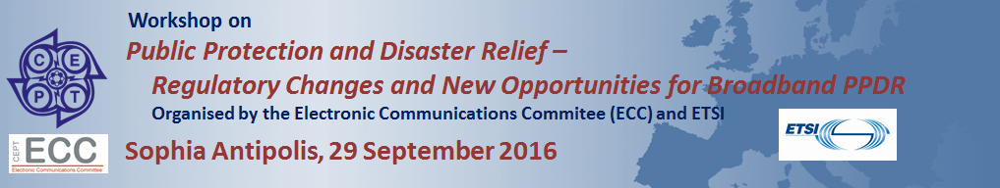 Workshop on
Public Protection and Disaster Relief –
Regulatory Changes and New Opportunities for Broadband PPDR
Organised by the Electronic Communications Commitee (ECC) and ETSI
Sophia Antipolis, 29 September 2016
C E
P T
CEPT
ECC
Electronic Communications Committee
ETSI